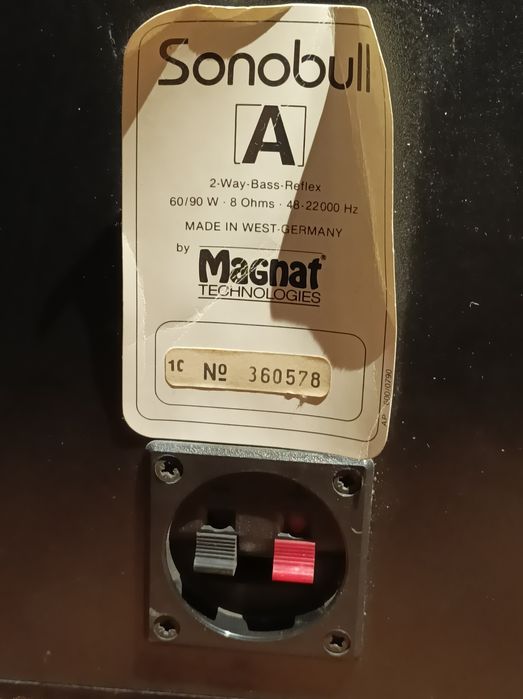 Sonobull
[A]
2-Way-Bass-Reflex
60/90 W · 8 Ohms · 48-22000 Hz
MADE IN WEST-GERMANY
by Magnat®
TECHNOLOGIES
1C Nº 360578